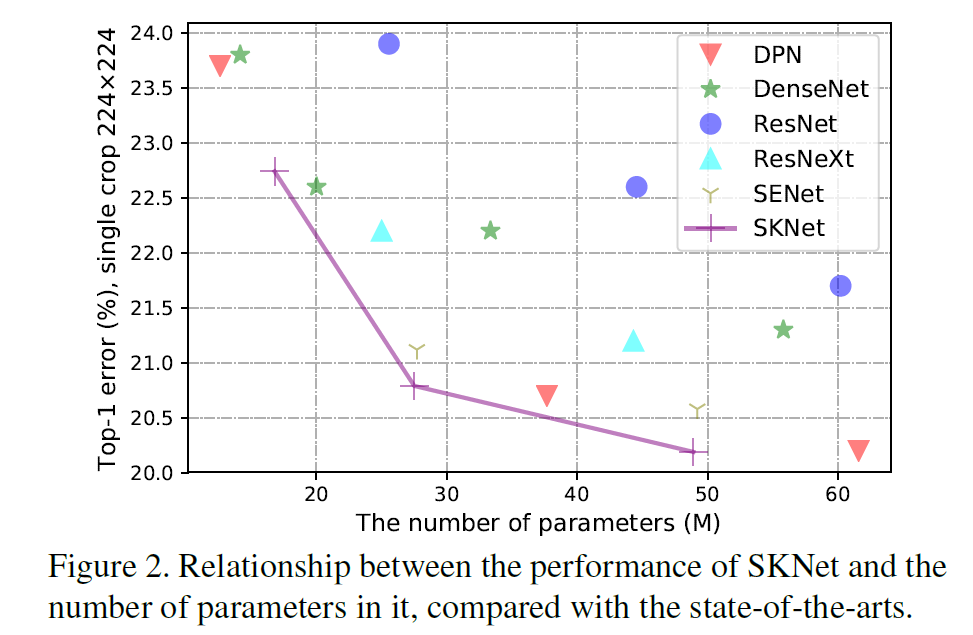 24.0
23.5
23.0
22.5
22.0
21.5
21.0
20.5
20.0
Top-1 error (%), single crop 224×224
DPN
DenseNet
ResNet
ResNeXt
SENet
SKNet
20 30 40 50 60
The number of parameters (M)
Figure 2. Relationship between the performance of SKNet and the
number of parameters in it, compared with the state-of-the-arts.